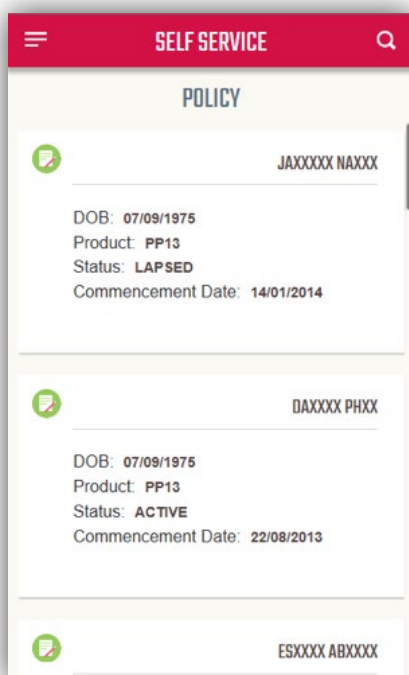 SELF SERVICE
POLICY
JAXXXXX NAXXX
DOB: 07/09/1975
Product: PP13
Status: LAPSED
Commencement Date: 14/01/2014
DAXXXX PHXX
DOB: 07/09/1975
Product: PP13
Status: ACTIVE
Commencement Date: 22/08/2013
ESXXXX ABXXXX